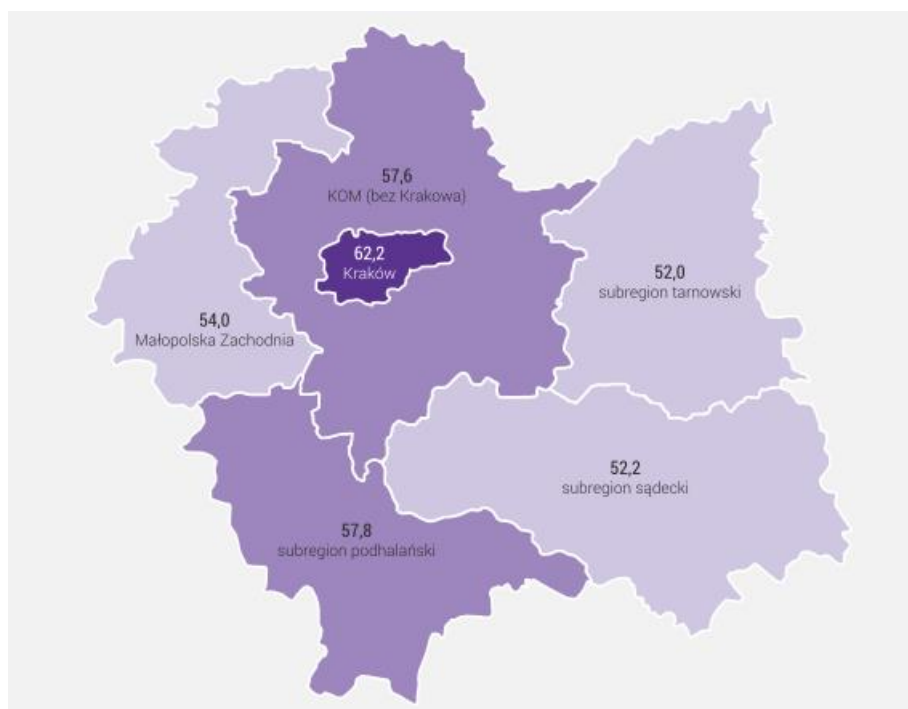 57,6
KOM (bez Krakowa)
62,2
Kraków
52,0
subregion tarnowski
54,0
Małopolska Zachodnia
52,2
subregion sądecki
57,8
subregion podhalański